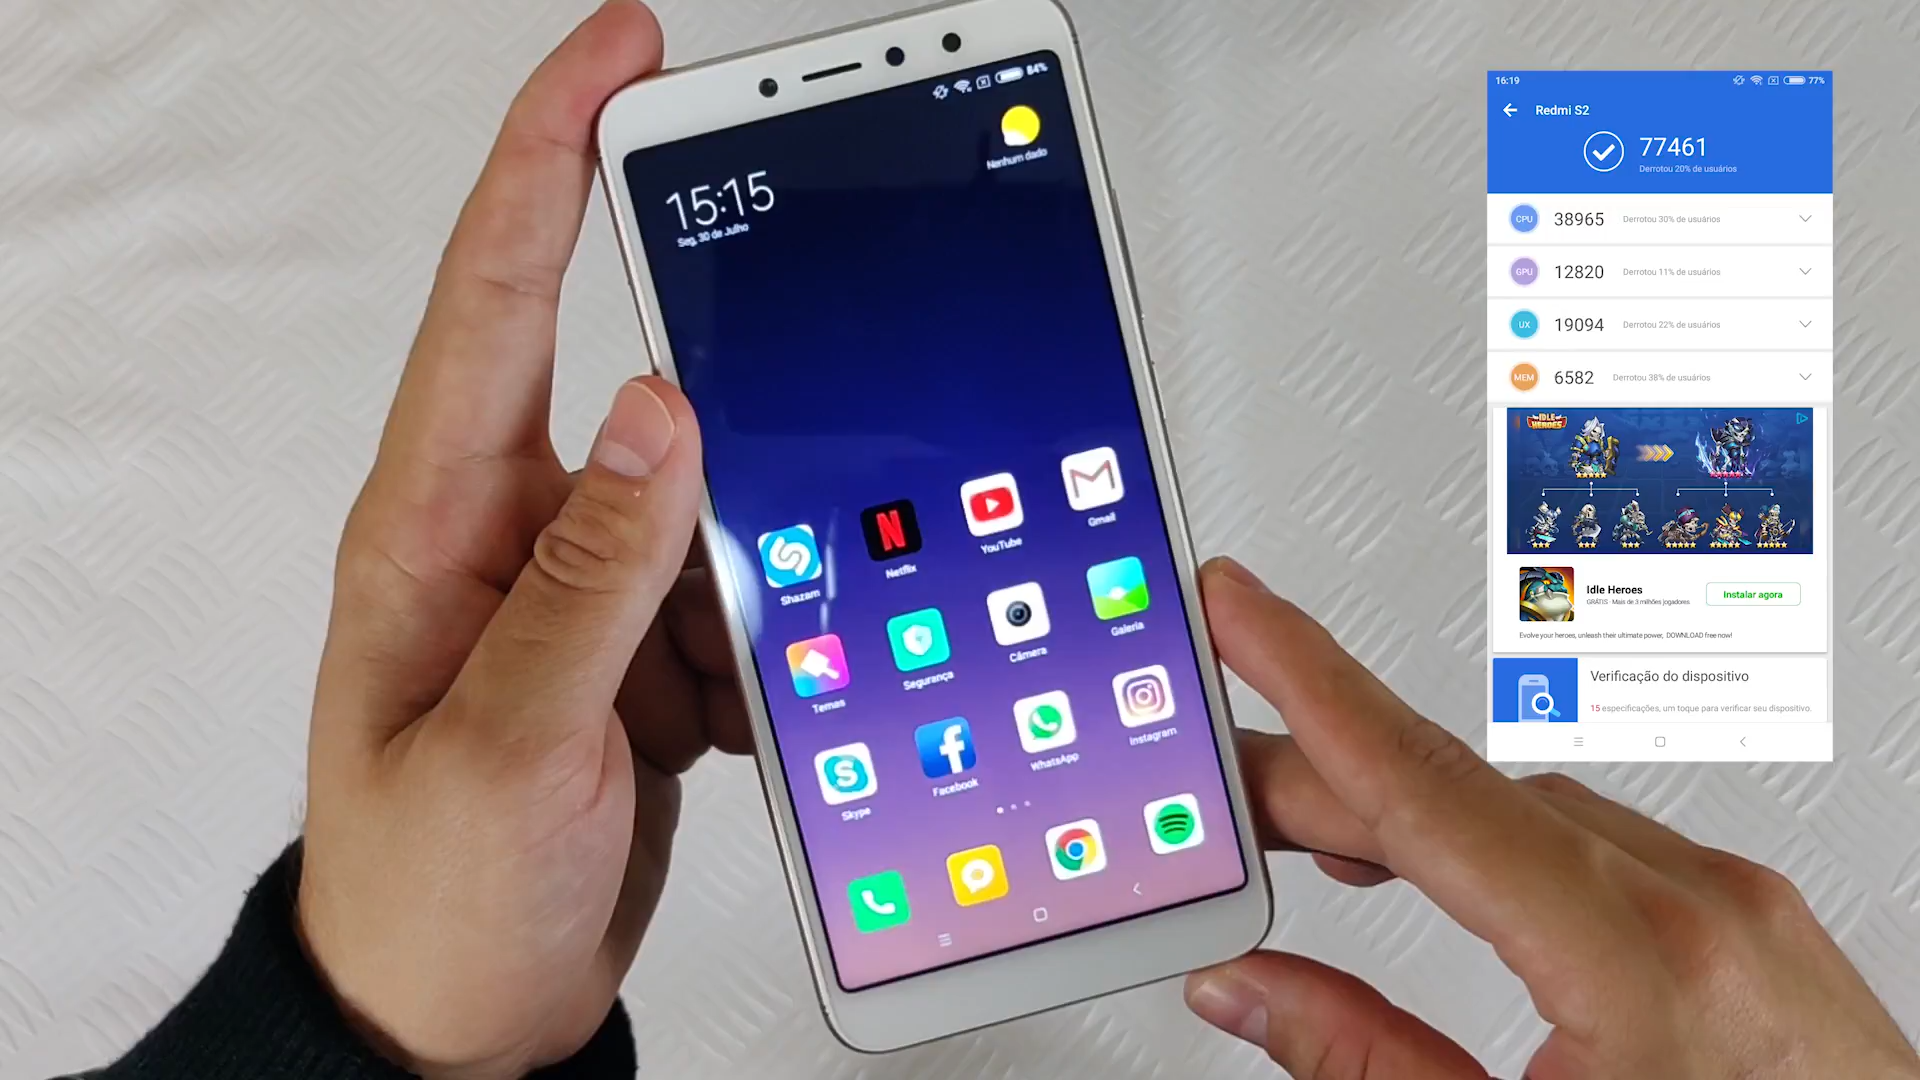 84%
Nenhum dado
15:15
Seg, 30 de Julho
Gmail
YouTube
Netflix
Shazam
Galeria
Câmera
Segurança
Temas
Instagram
WhatsApp
Facebook
Skype
16:19
77%
Redmi S2
77461
Derrotou 20% de usuários
CPU 38965 Derrotou 30% de usuários
GPU 12820 Derrotou 11% de usuários
UX 19094 Derrotou 22% de usuários
MEM 6582 Derrotou 38% de usuários
IDLE
HEROES
Idle Heroes
GRÁTIS · Mais de 3 milhões jogadores
Instalar agora
Evolve your heroes, unleash their ultimate power, DOWNLOAD free now!
Verificação do dispositivo
15 especificações, um toque para verificar seu dispositivo.